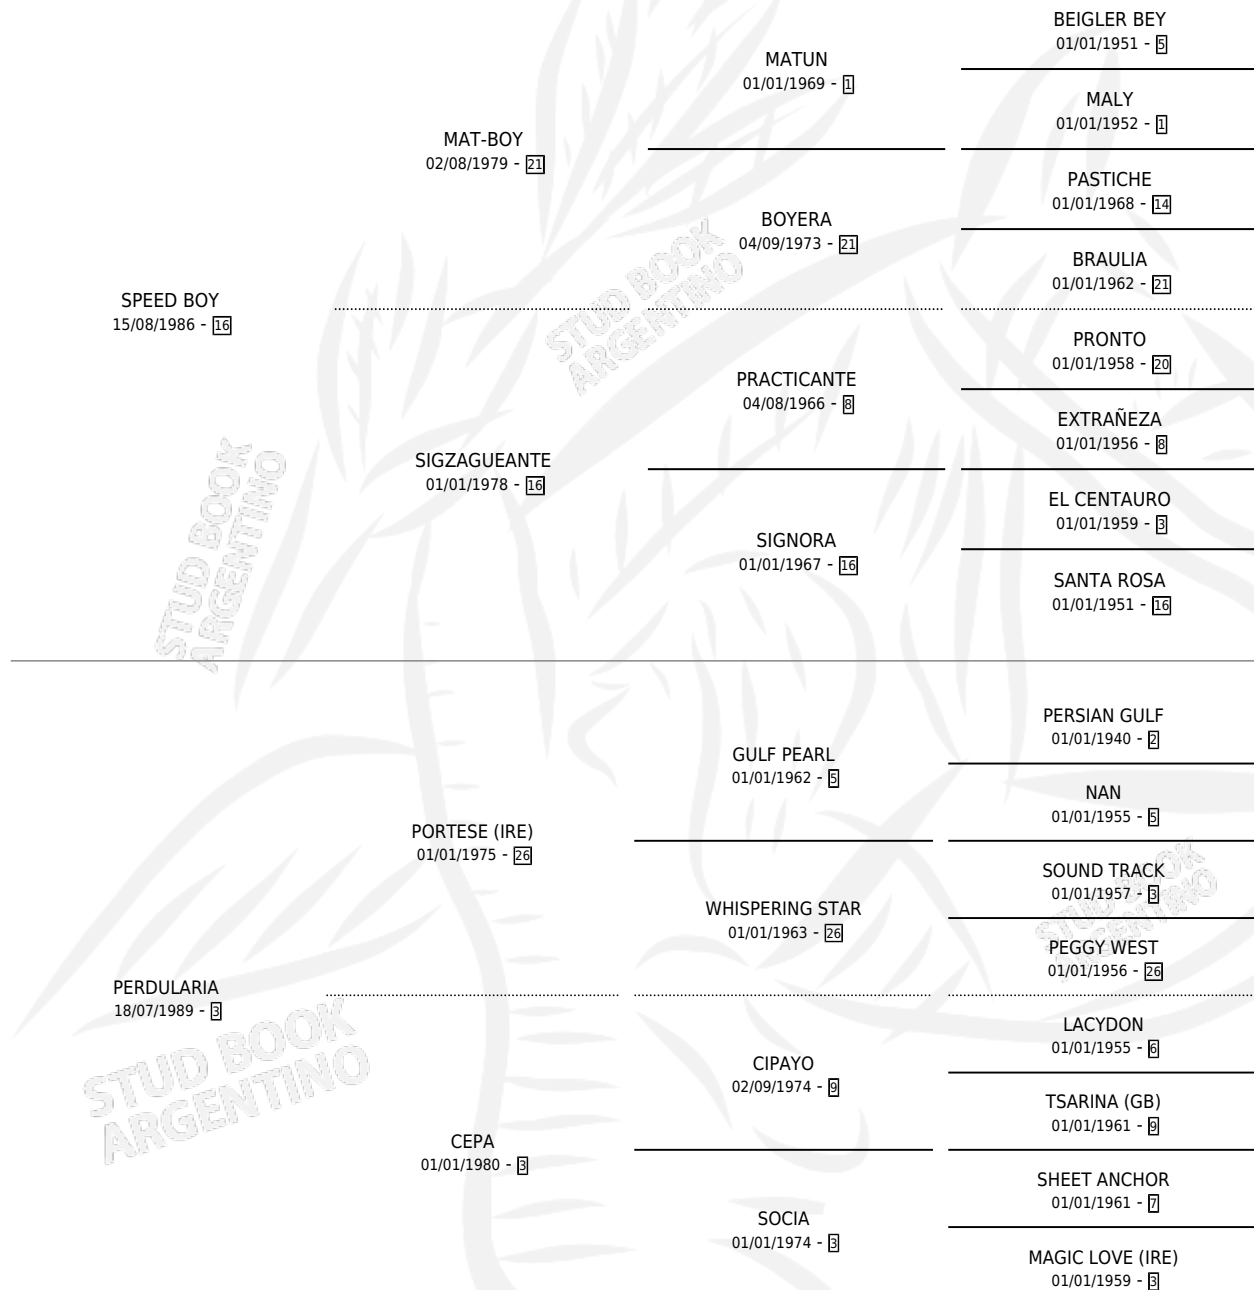 BEIGLER BEY
01/01/1951 - 5
MATUN
01/01/1969 - 1
MALY
01/01/1952 - 1
MAT-BOY
02/08/1979 - 21
PASTICHE
01/01/1968 - 14
BOYERA
04/09/1973 - 21
BRAULIA
01/01/1962 - 21
SPEED BOY
15/08/1986 - 16
PRONTO
01/01/1958 - 20
PRACTICANTE
04/08/1966 - 8
EXTRAÑEZA
01/01/1956 - 8
SIGZAGUEANTE
01/01/1978 - 16
EL CENTAURO
01/01/1959 - 3
SIGNORA
01/01/1967 - 16
SANTA ROSA
01/01/1951 - 16
PERSIAN GULF
01/01/1940 - 2
GULF PEARL
01/01/1962 - 5
NAN
01/01/1955 - 5
PORTESE (IRE)
01/01/1975 - 26
SOUND TRACK
01/01/1957 - 3
WHISPERING STAR
01/01/1963 - 26
PEGGY WEST
01/01/1956 - 26
PERDULARIA
18/07/1989 - 3
LACYDON
01/01/1955 - 6
CIPAYO
02/09/1974 - 9
TSARINA (GB)
01/01/1961 - 9
CEPA
01/01/1980 - 3
SHEET ANCHOR
01/01/1961 - 7
SOCIA
01/01/1974 - 3
MAGIC LOVE (IRE)
01/01/1959 - 3
STUD BOOK
ARGENTINO
STUD BOOK
ARGENTINO
STUD BOOK
ARGENTINO
STUD BOOK
ARGENTINO